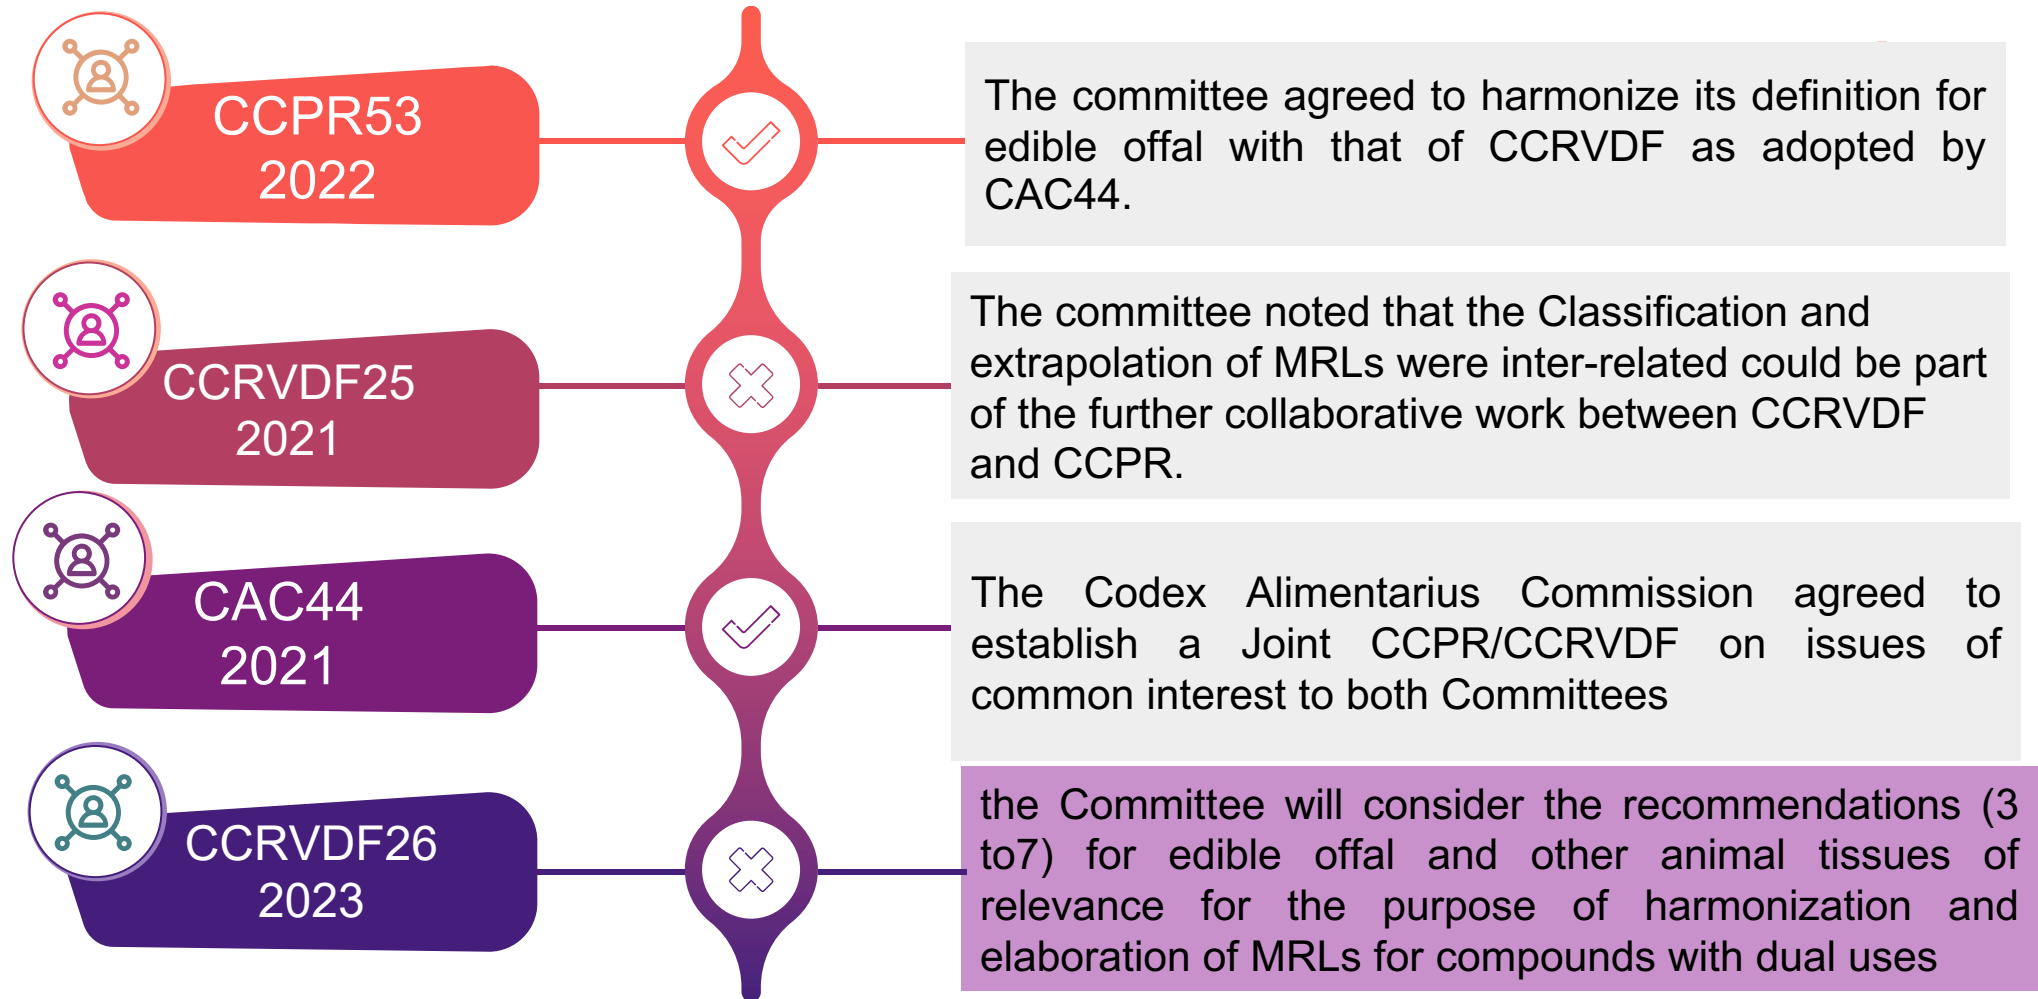 CCPR53
2022
The committee agreed to harmonize its definition for
edible offal with that of CCRVDF as adopted by
CAC44.
CCRVDF25
2021
The committee noted that the Classification and
extrapolation of MRLs were inter-related could be part
of the further collaborative work between CCRVDF
and CCPR.
CAC44
2021
The Codex Alimentarius Commission agreed to
establish a Joint CCPR/CCRVDF on issues of
common interest to both Committees
CCRVDF26
2023
the Committee will consider the recommendations (3
to7) for edible offal and other animal tissues of
relevance for the purpose of harmonization and
elaboration of MRLs for compounds with dual uses